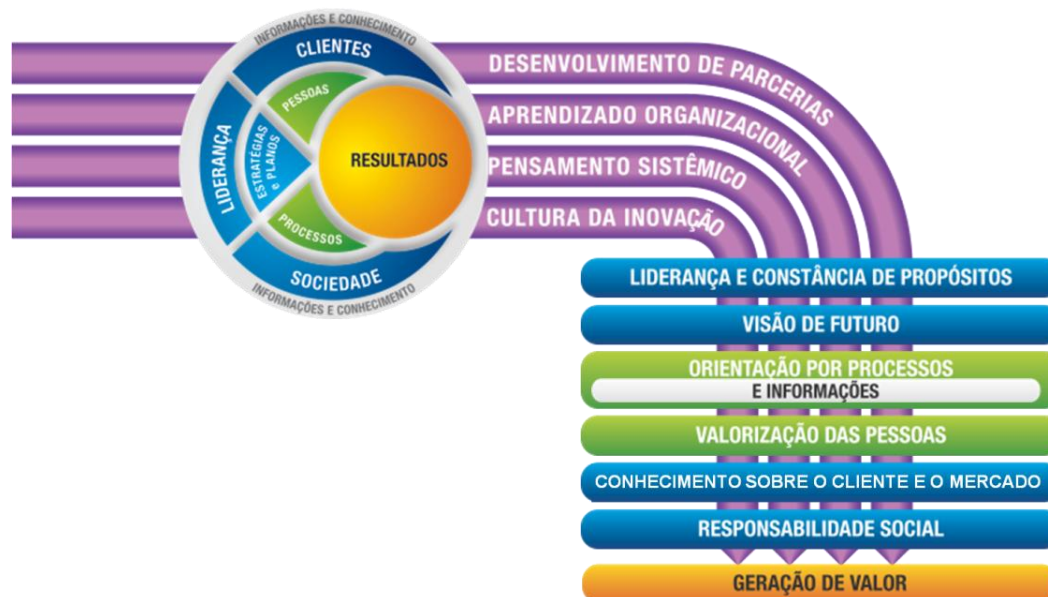 INFORMAÇÕES E CONHECIMENTO
CLIENTES
PESSOAS
LIDERANÇA
ESTRATÉGIAS
e PLANOS
RESULTADOS
PROCESSOS
SOCIEDADE
INFORMAÇÕES E CONHECIMENTO
DESENVOLVIMENTO DE PARCERIAS
APRENDIZADO ORGANIZACIONAL
PENSAMENTO SISTÊMICO
CULTURA DA INOVAÇÃO
LIDERANÇA E CONSTÂNCIA DE PROPÓSITOS
VISÃO DE FUTURO
ORIENTAÇÃO POR PROCESSOS
E INFORMAÇÕES
VALORIZAÇÃO DAS PESSOAS
CONHECIMENTO SOBRE O CLIENTE E O MERCADO
RESPONSABILIDADE SOCIAL
GERAÇÃO DE VALOR